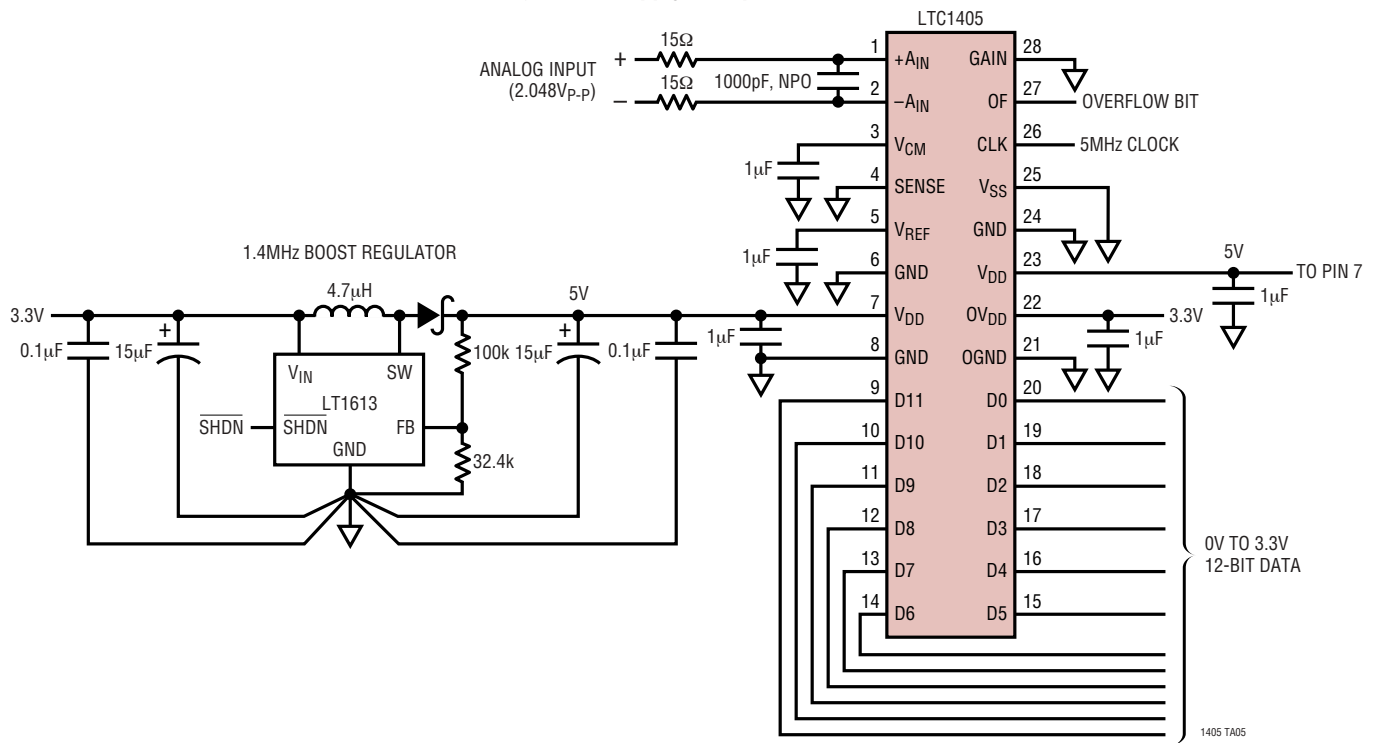 LTC1405
ANALOG INPUT
(2.048VP-P)
+
15Ω
–
15Ω
1000pF, NPO
1μF
1μF
1 +AIN
2 –AIN
3 VCM
4 SENSE
5 VREF
6 GND
7 VDD
8 GND
9 D11
10 D10
11 D9
12 D8
13 D7
14 D6
GAIN 28
OF 27
CLK 26
VSS 25
GND 24
VDD 23
OVDD 22
OGND 21
D0 20
D1 19
D2 18
D3 17
D4 16
D5 15
OVERFLOW BIT
5MHz CLOCK
5V
TO PIN 7
1μF
3.3V
1μF
0V TO 3.3V
12-BIT DATA
1.4MHz BOOST REGULATOR
3.3V
0.1μF
+
15μF
4.7μH
VIN
SW
LT1613
SHDN
SHDN
FB
GND
100k
32.4k
5V
+
15μF
0.1μF
1μF
1405 TA05